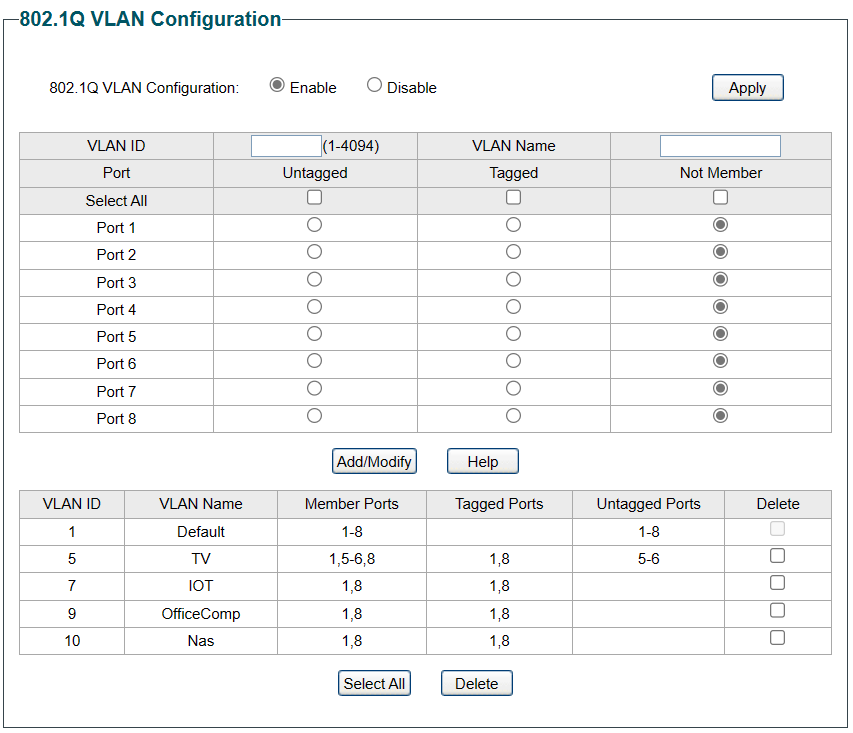 802.1Q VLAN Configuration
802.1Q VLAN Configuration: Enable Disable Apply
VLAN ID (1-4094) VLAN Name
Port Untagged Tagged Not Member
Select All
Port 1
Port 2
Port 3
Port 4
Port 5
Port 6
Port 7
Port 8
Add/Modify Help
VLAN ID VLAN Name Member Ports Tagged Ports Untagged Ports Delete
1 Default 1-8 1-8
5 TV 1,5-6,8 1,8 5-6
7 IOT 1,8 1,8
9 OfficeComp 1,8 1,8
10 Nas 1,8 1,8
Select All Delete